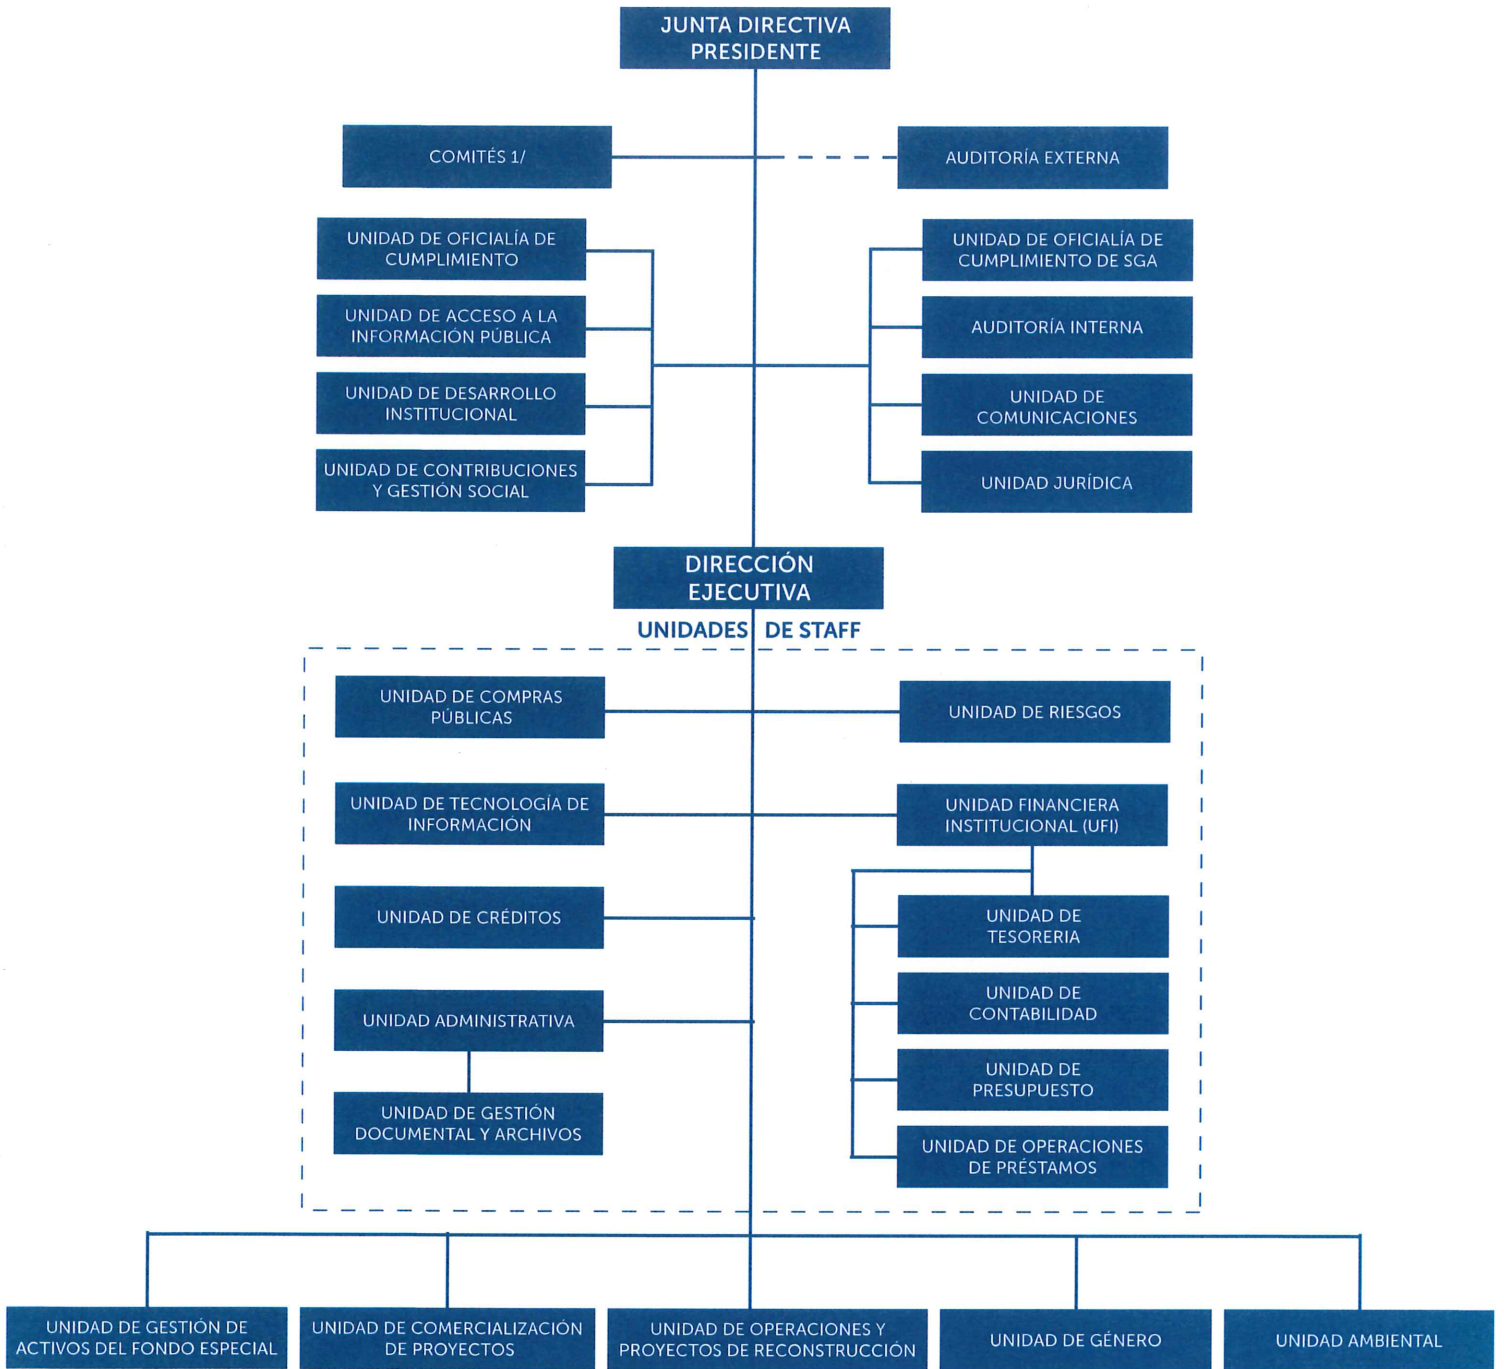 JUNTA DIRECTIVA
PRESIDENTE
COMITÉS 1/
AUDITORÍA EXTERNA
UNIDAD DE OFICIALÍA DE
CUMPLIMIENTO
UNIDAD DE OFICIALÍA DE
CUMPLIMIENTO DE SGA
UNIDAD DE ACCESO A LA
INFORMACIÓN PÚBLICA
AUDITORÍA INTERNA
UNIDAD DE DESARROLLO
INSTITUCIONAL
UNIDAD DE
COMUNICACIONES
UNIDAD DE CONTRIBUCIONES
Y GESTIÓN SOCIAL
UNIDAD JURÍDICA
DIRECCIÓN
EJECUTIVA
UNIDADES DE STAFF
UNIDAD DE COMPRAS
PÚBLICAS
UNIDAD DE RIESGOS
UNIDAD DE TECNOLOGÍA DE
INFORMACIÓN
UNIDAD FINANCIERA
INSTITUCIONAL (UFI)
UNIDAD DE CRÉDITOS
UNIDAD DE
TESORERIA
UNIDAD ADMINISTRATIVA
UNIDAD DE
CONTABILIDAD
UNIDAD DE
PRESUPUESTO
UNIDAD DE GESTIÓN
DOCUMENTAL Y ARCHIVOS
UNIDAD DE OPERACIONES
DE PRÉSTAMOS
UNIDAD DE GESTIÓN DE
ACTIVOS DEL FONDO ESPECIAL
UNIDAD DE COMERCIALIZACIÓN
DE PROYECTOS
UNIDAD DE OPERACIONES Y
PROYECTOS DE RECONSTRUCCIÓN
UNIDAD DE GÉNERO
UNIDAD AMBIENTAL